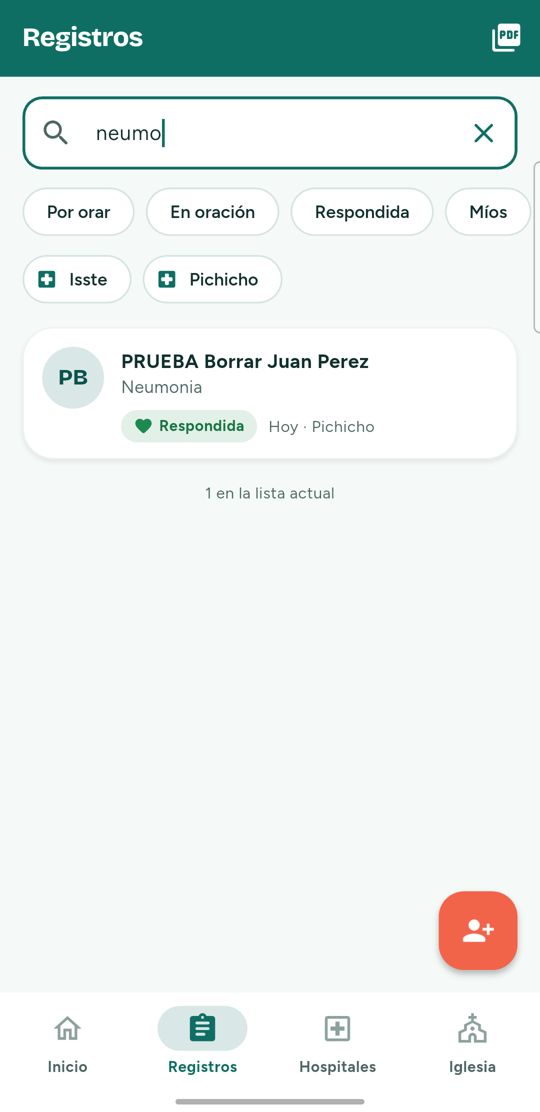 Registros
PDF
neumo
Por orar En oración Respondida Míos
Isste Pichicho
PB
PRUEBA Borrar Juan Perez
Neumonia
Respondida Hoy · Pichicho
1 en la lista actual
Inicio Registros Hospitales Iglesia